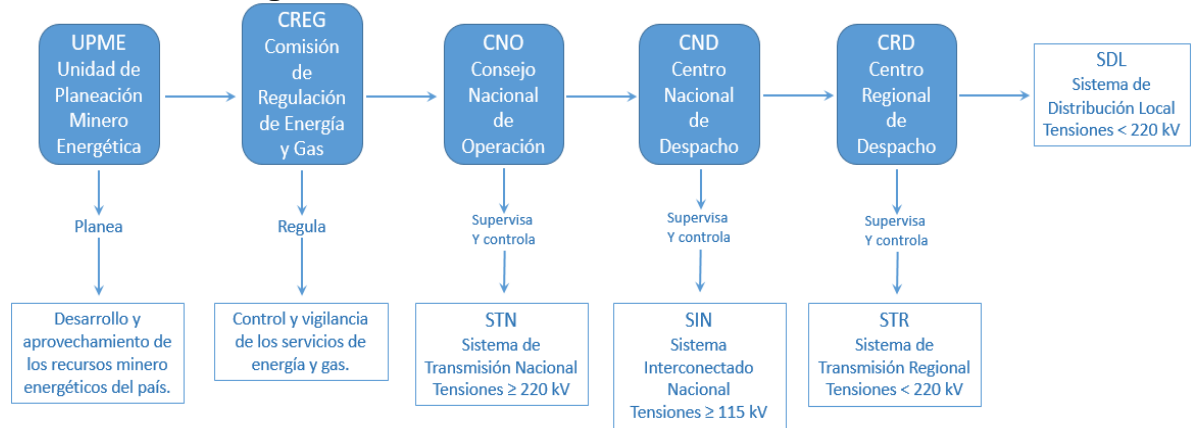 UPME
Unidad de
Planeación
Minero
Energética
CREG
Comisión
de
Regulación
de Energía
y Gas
CNO
Consejo
Nacional
de
Operación
CND
Centro
Nacional
de
Despacho
CRD
Centro
Regional
de
Despacho
SDL
Sistema de
Distribución Local
Tensiones < 220 kV
Planea
Regula
Supervisa
Y controla
Supervisa
Y controla
Supervisa
Y controla
Desarrollo y
aprovechamiento de
los recursos minero
energéticos del país.
Control y vigilancia
de los servicios de
energía y gas.
STN
Sistema de
Transmisión Nacional
Tensiones ≥ 220 kV
SIN
Sistema
Interconectado
Nacional
Tensiones ≥ 115 kV
STR
Sistema de
Transmisión Regional
Tensiones < 220 kV